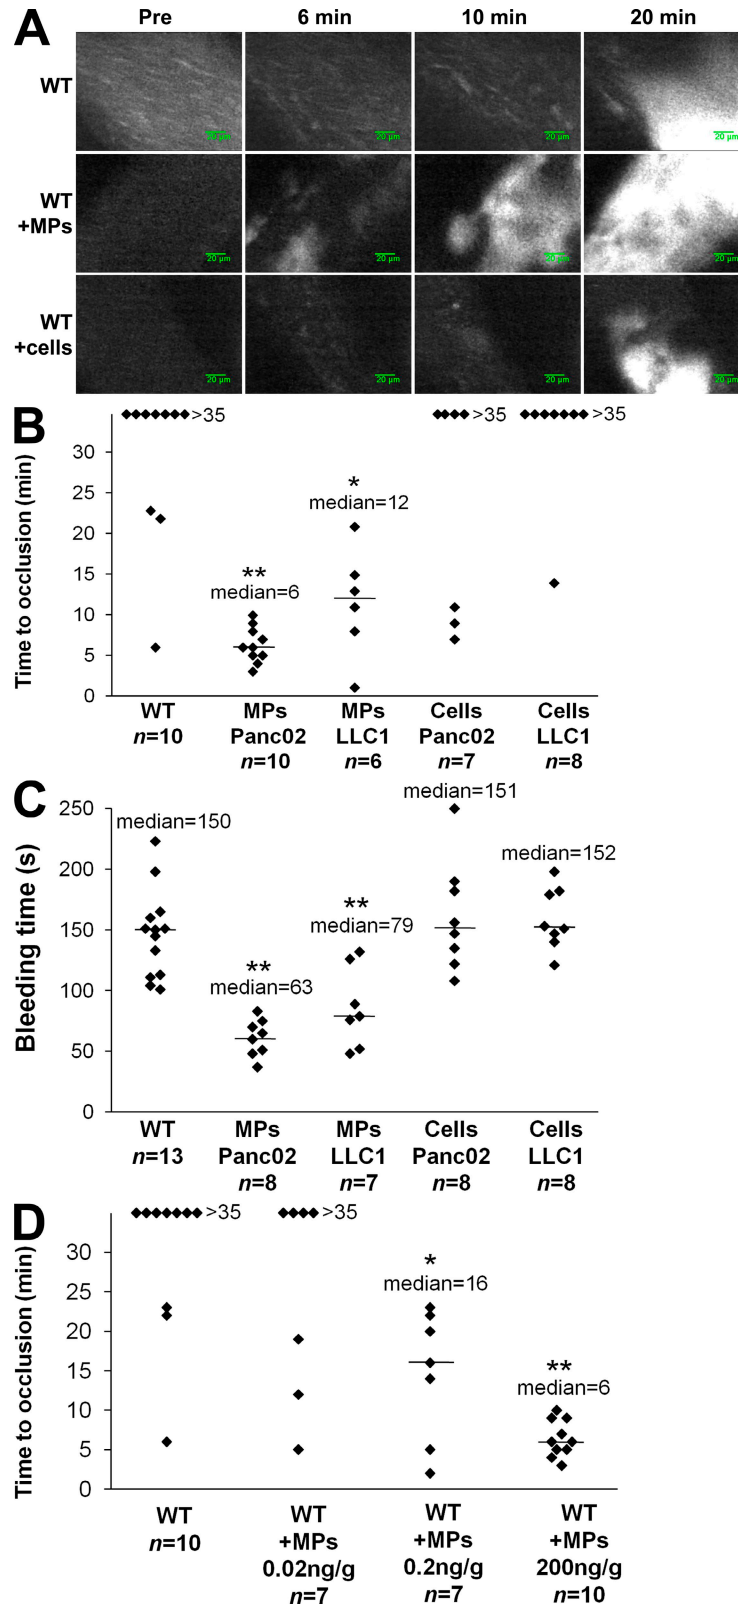 A
Pre 6 min 10 min 20 min
WT
20 µm 20 µm 20 µm 20 µm
WT
+MPs
20 µm 20 µm 20 µm 20 µm
WT
+cells
20 µm 20 µm 20 µm 20 µm
B
>35 >35 >35
Time to occlusion (min)
30
25
20
15
10
5
0
*
median=12
**
median=6
WT MPs MPs Cells Cells
n=10 Panc02 LLC1 Panc02 LLC1
n=10 n=6 n=7 n=8
C
Bleeding time (s)
250
200
150
100
50
0
median=151
median=150
median=152
**
median=79
**
median=63
WT MPs MPs Cells Cells
n=13 Panc02 LLC1 Panc02 LLC1
n=8 n=7 n=8 n=8
D
>35 >35
Time to occlusion (min)
30
25
20
15
10
5
0
*
median=16
**
median=6
WT WT WT WT
n=10 +MPs +MPs +MPs
0.02ng/g 0.2ng/g 200ng/g
n=7 n=7 n=10